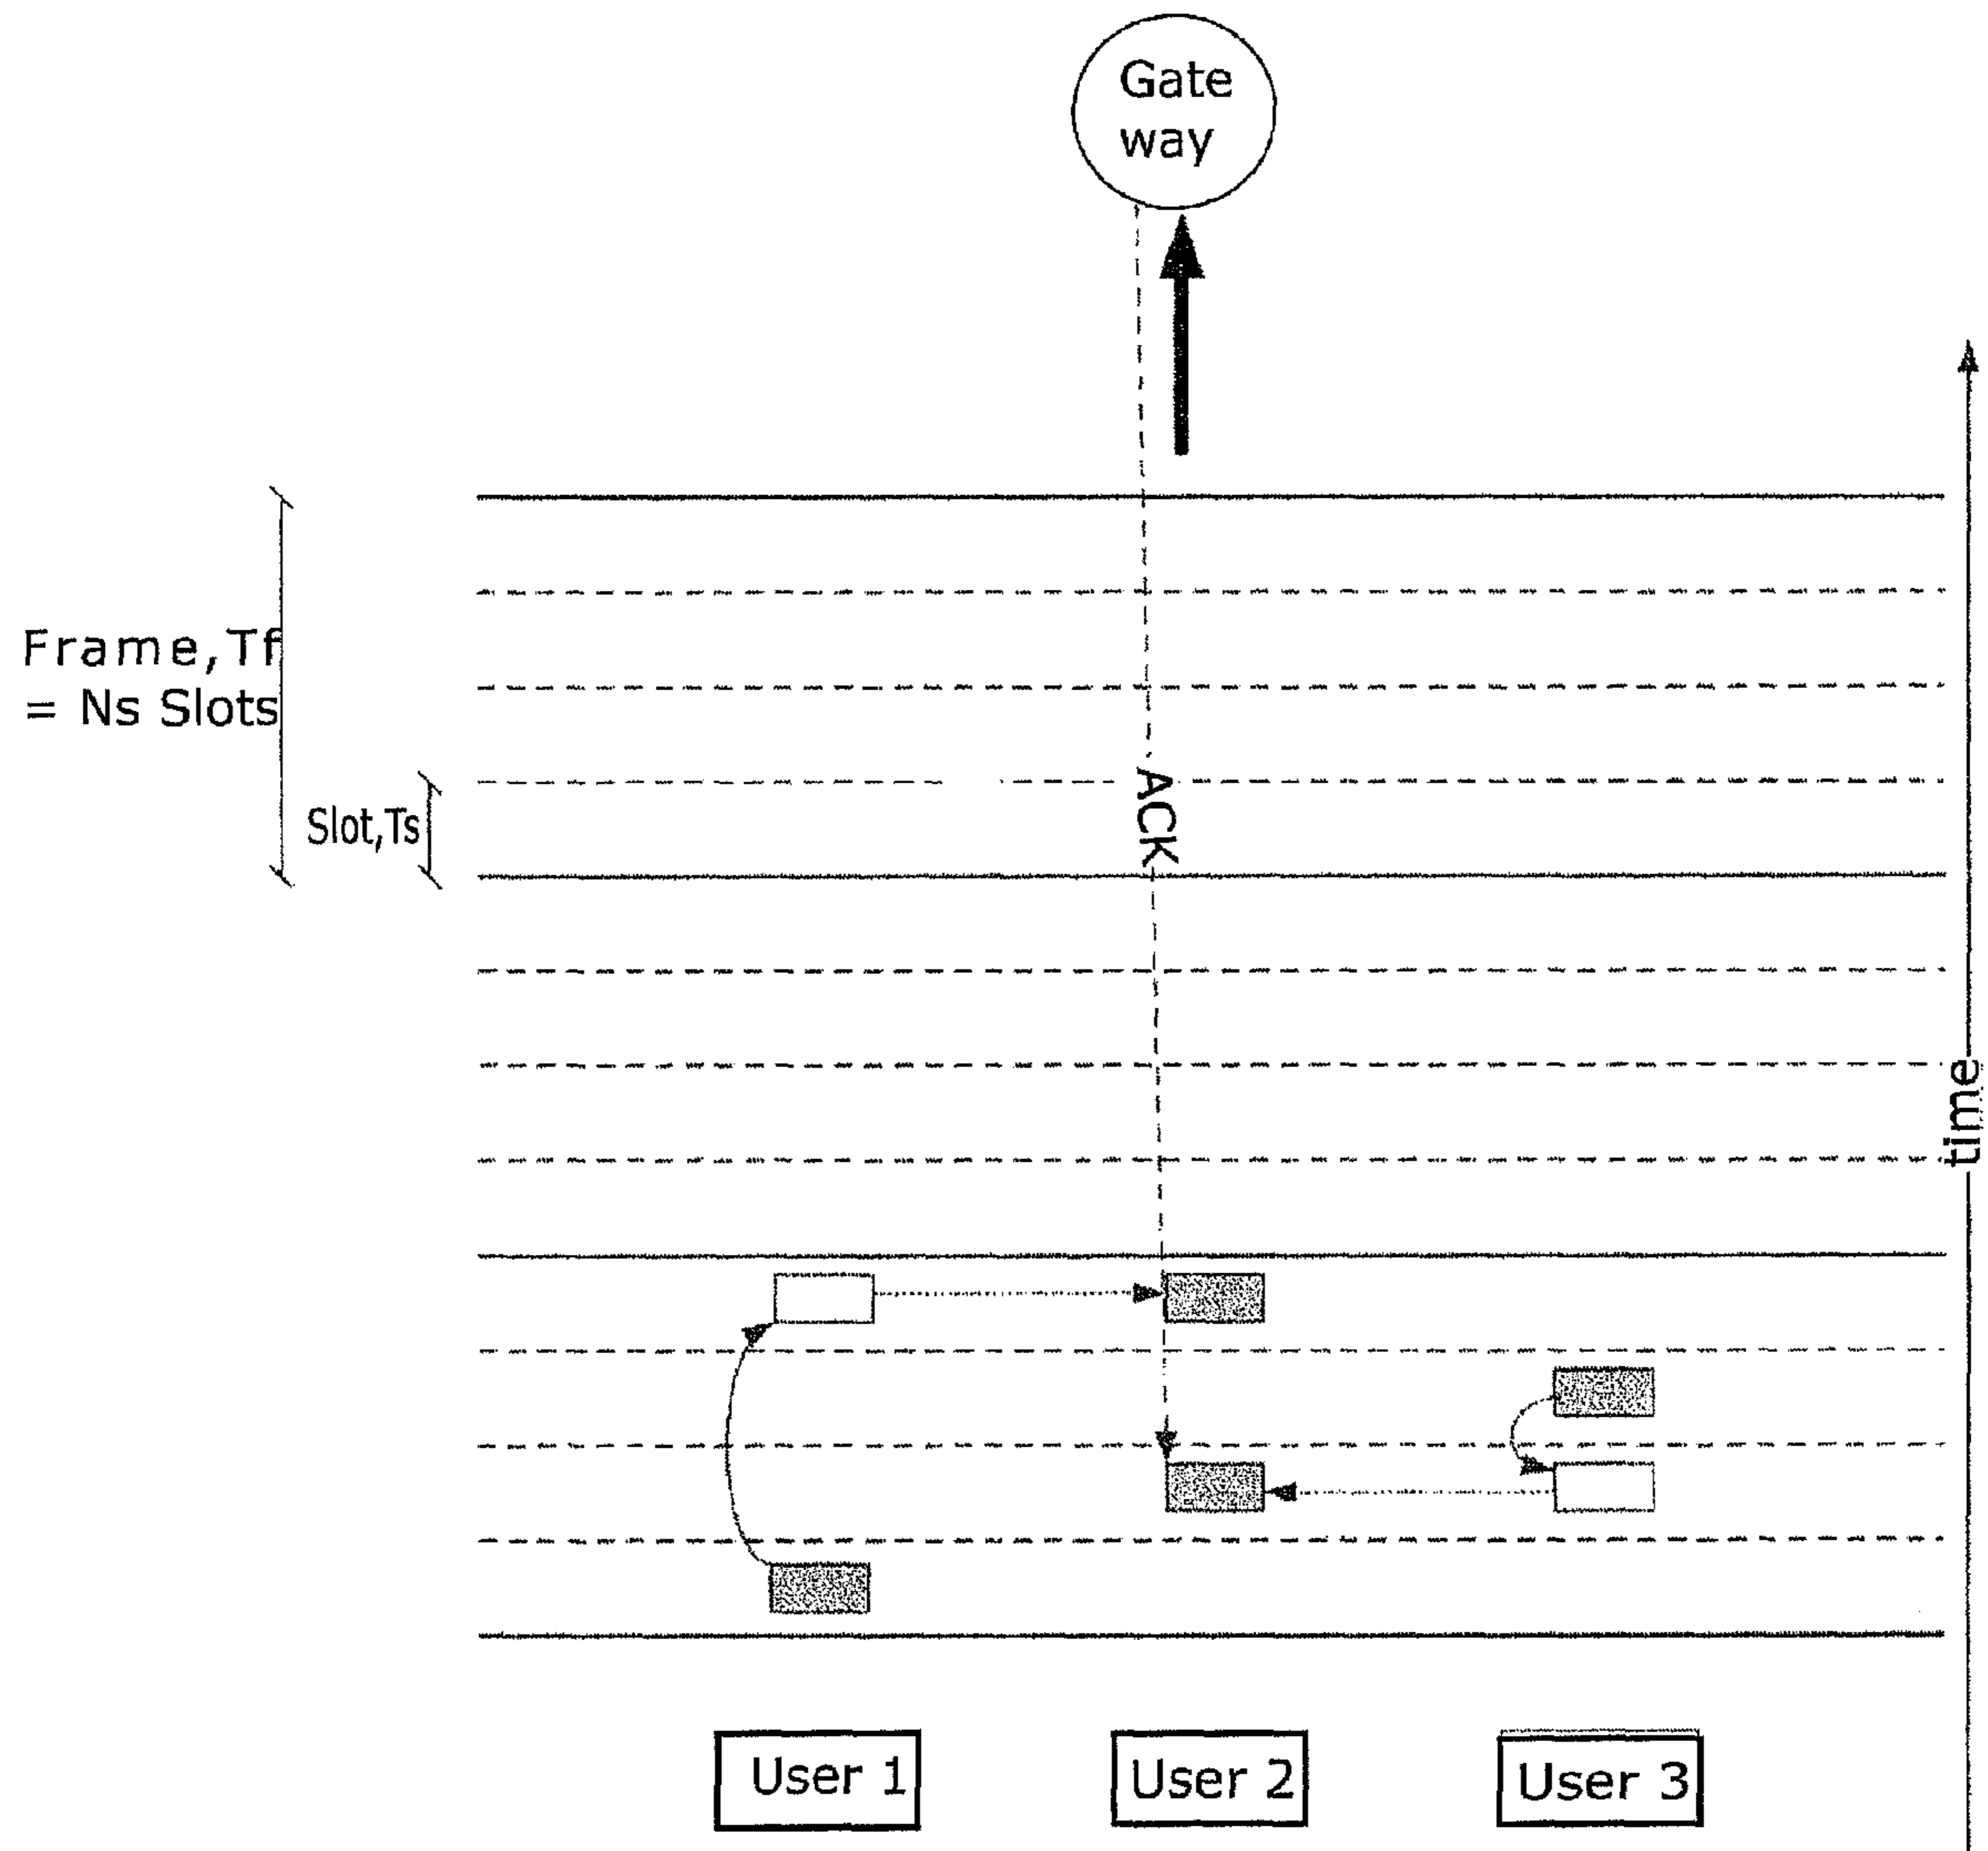 Gate
way
Frame,Tf
= Ns Slots
Slot,Ts
ACK
time
User 1
User 2
User 3